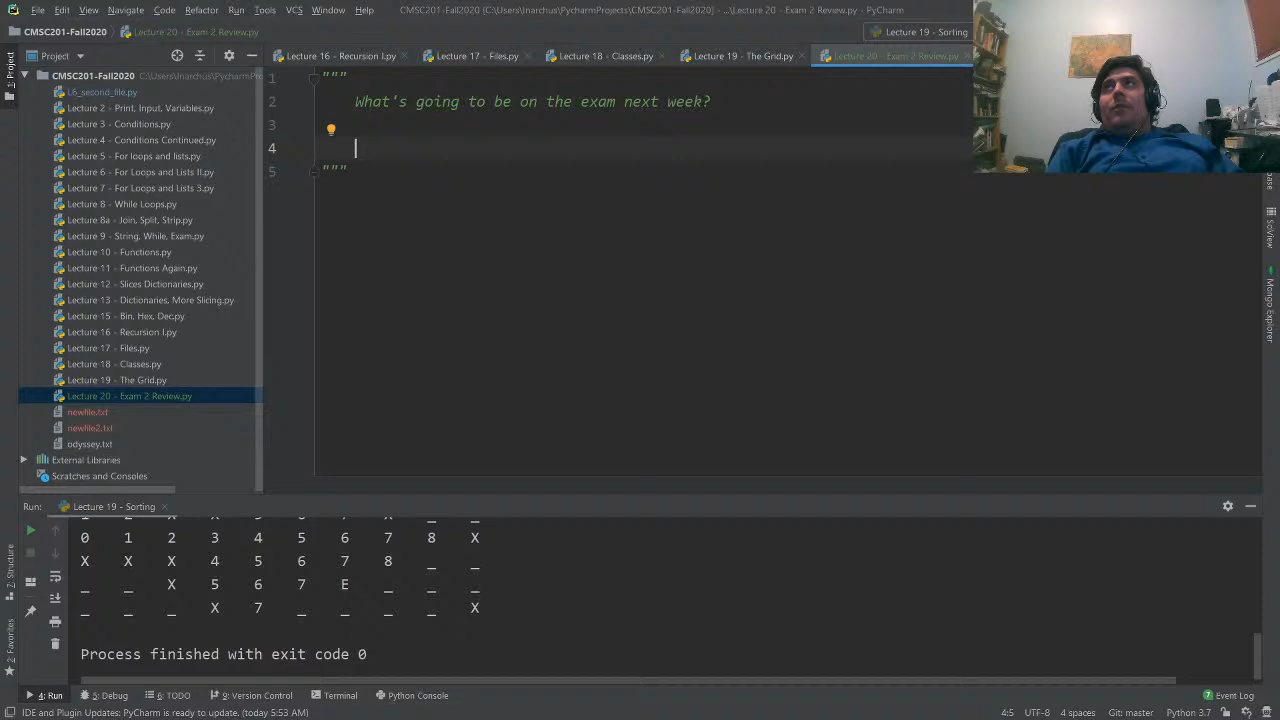 File Edit View Navigate Code Refactor Run Tools VCS Window Help CMSC201-Fall2020 [C:\Users\Inarchus\PycharmProjects\CMSC201-Fall2020] - ...\Lecture 20 - Exam 2 Review.py - PyCharm
CMSC201-Fall2020 Lecture 20 - Exam 2 Review.py Lecture 19 - Sorting
Project Lecture 16 - Recursion I.py Lecture 17 - Files.py Lecture 18 - Classes.py Lecture 19 - The Grid.py Lecture 20 - Exam 2 Review.py
1: Project
CMSC201-Fall2020 C:\Users\Inarchus\PycharmPro
L6_second_file.py
Lecture 2 - Print, Input, Variables.py
Lecture 3 - Conditions.py
Lecture 4 - Conditions Continued.py
Lecture 5 - For loops and lists.py
Lecture 6 - For Loops and Lists II.py
Lecture 7 - For Loops and Lists 3.py
Lecture 8 - While Loops.py
Lecture 8a - Join, Split, Strip.py
Lecture 9 - String, While, Exam.py
Lecture 10 - Functions.py
Lecture 11 - Functions Again.py
Lecture 12 - Slices Dictionaries.py
Lecture 13 - Dictionaries, More Slicing.py
Lecture 15 - Bin, Hex, Dec.py
Lecture 16 - Recursion I.py
Lecture 17 - Files.py
Lecture 18 - Classes.py
Lecture 19 - The Grid.py
Lecture 20 - Exam 2 Review.py
newfile.txt
newfile2.txt
odyssey.txt
External Libraries
Scratches and Consoles
1 """
2 What's going to be on the exam next week?
3
4
5 """
SciView
Mongo Explorer
Run: Lecture 19 - Sorting
0 1 2 3 4 5 6 7 8 X
X X X 4 5 6 7 8 _ _
_ _ X 5 6 7 E _ _ _
_ _ _ X 7 _ _ _ _ X
Process finished with exit code 0
Z: Structure
2: Favorites
4: Run 5: Debug 6: TODO 9: Version Control Terminal Python Console 7 Event Log
IDE and Plugin Updates: PyCharm is ready to update. (today 5:53 AM) 4:5 UTF-8 4 spaces Git: master Python 3.7